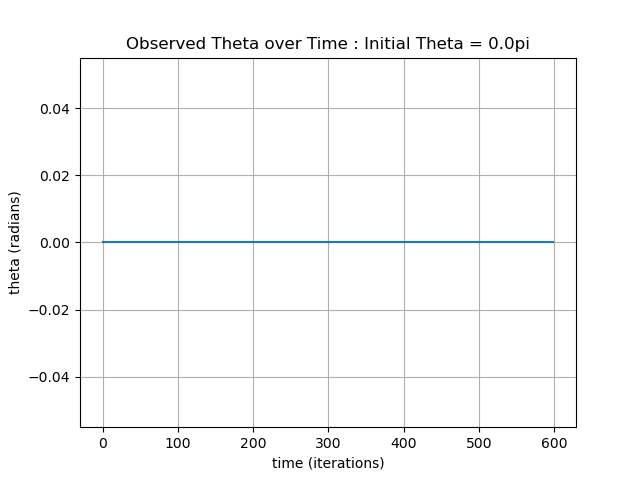 Observed Theta over Time : Initial Theta = 0.0pi
theta (radians)
0.04
0.02
0.00
−0.02
−0.04
0 100 200 300 400 500 600
time (iterations)